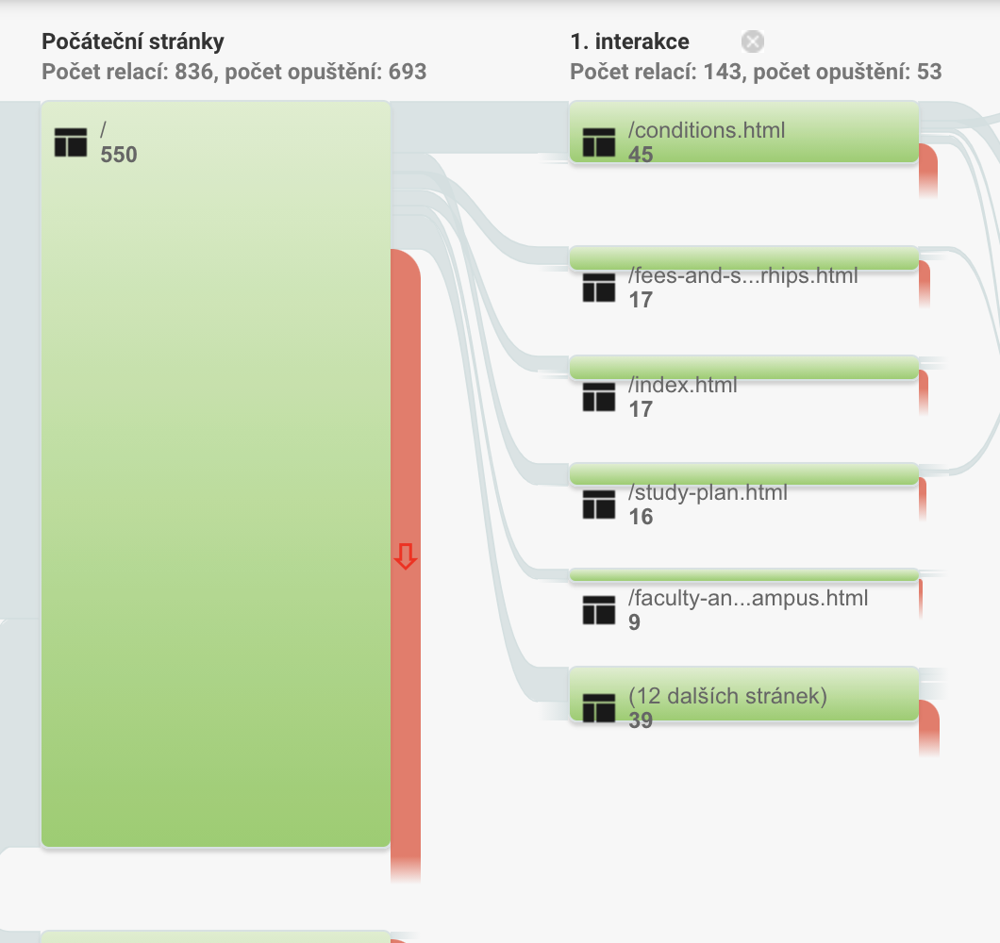 Počáteční stránky
Počet relací: 836, počet opuštění: 693
1. interakce
Počet relací: 143, počet opuštění: 53
/
550
/conditions.html
45
/fees-and-s...rhips.html
17
/index.html
17
/study-plan.html
16
/faculty-an...ampus.html
9
(12 dalších stránek)
39